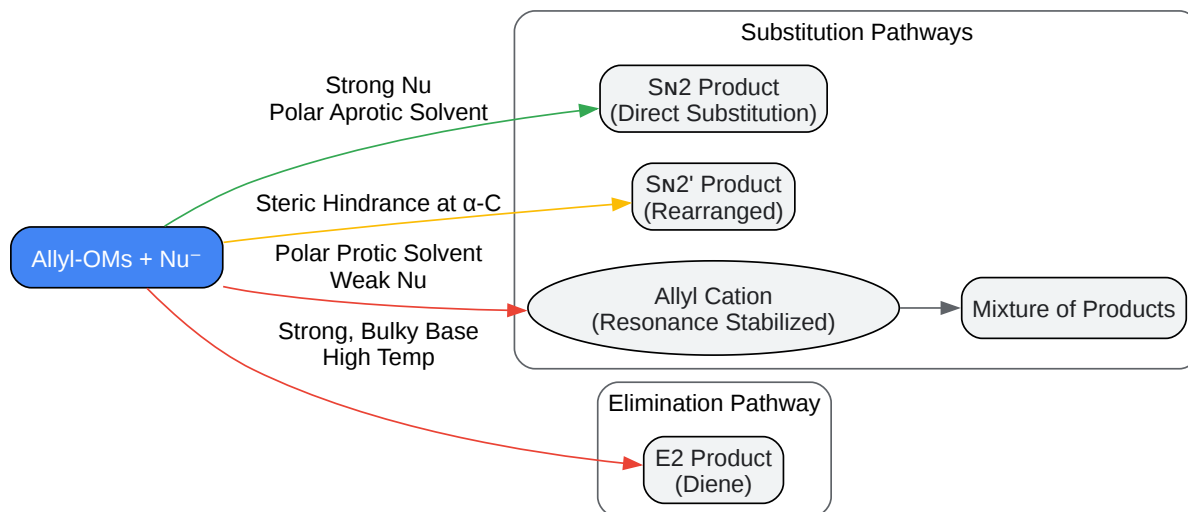 Substitution Pathways
Strong Nu
Polar Aprotic Solvent
Sɴ2 Product
(Direct Substitution)
Steric Hindrance at α-C
Sɴ2' Product
(Rearranged)
Allyl-OMs + Nu⁻
Polar Protic Solvent
Weak Nu
Allyl Cation
(Resonance Stabilized)
Mixture of Products
Strong, Bulky Base
High Temp
Elimination Pathway
E2 Product
(Diene)